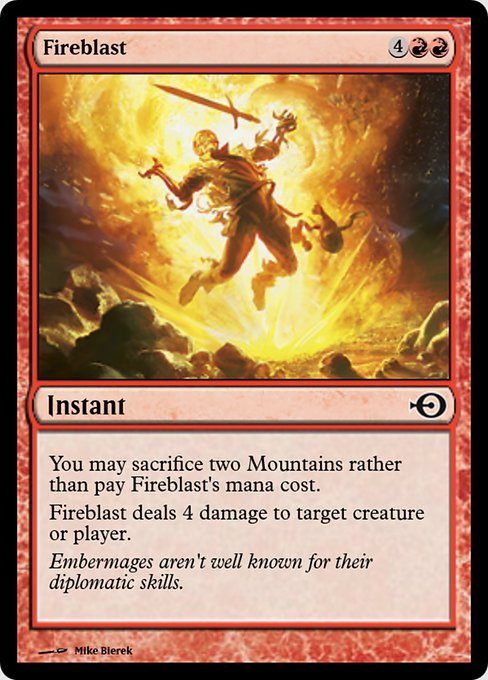 Fireblast 4
Instant
You may sacrifice two Mountains rather
than pay Fireblast's mana cost.
Fireblast deals 4 damage to target creature
or player.
Embermages aren't well known for their
diplomatic skills.
Mike Bierek